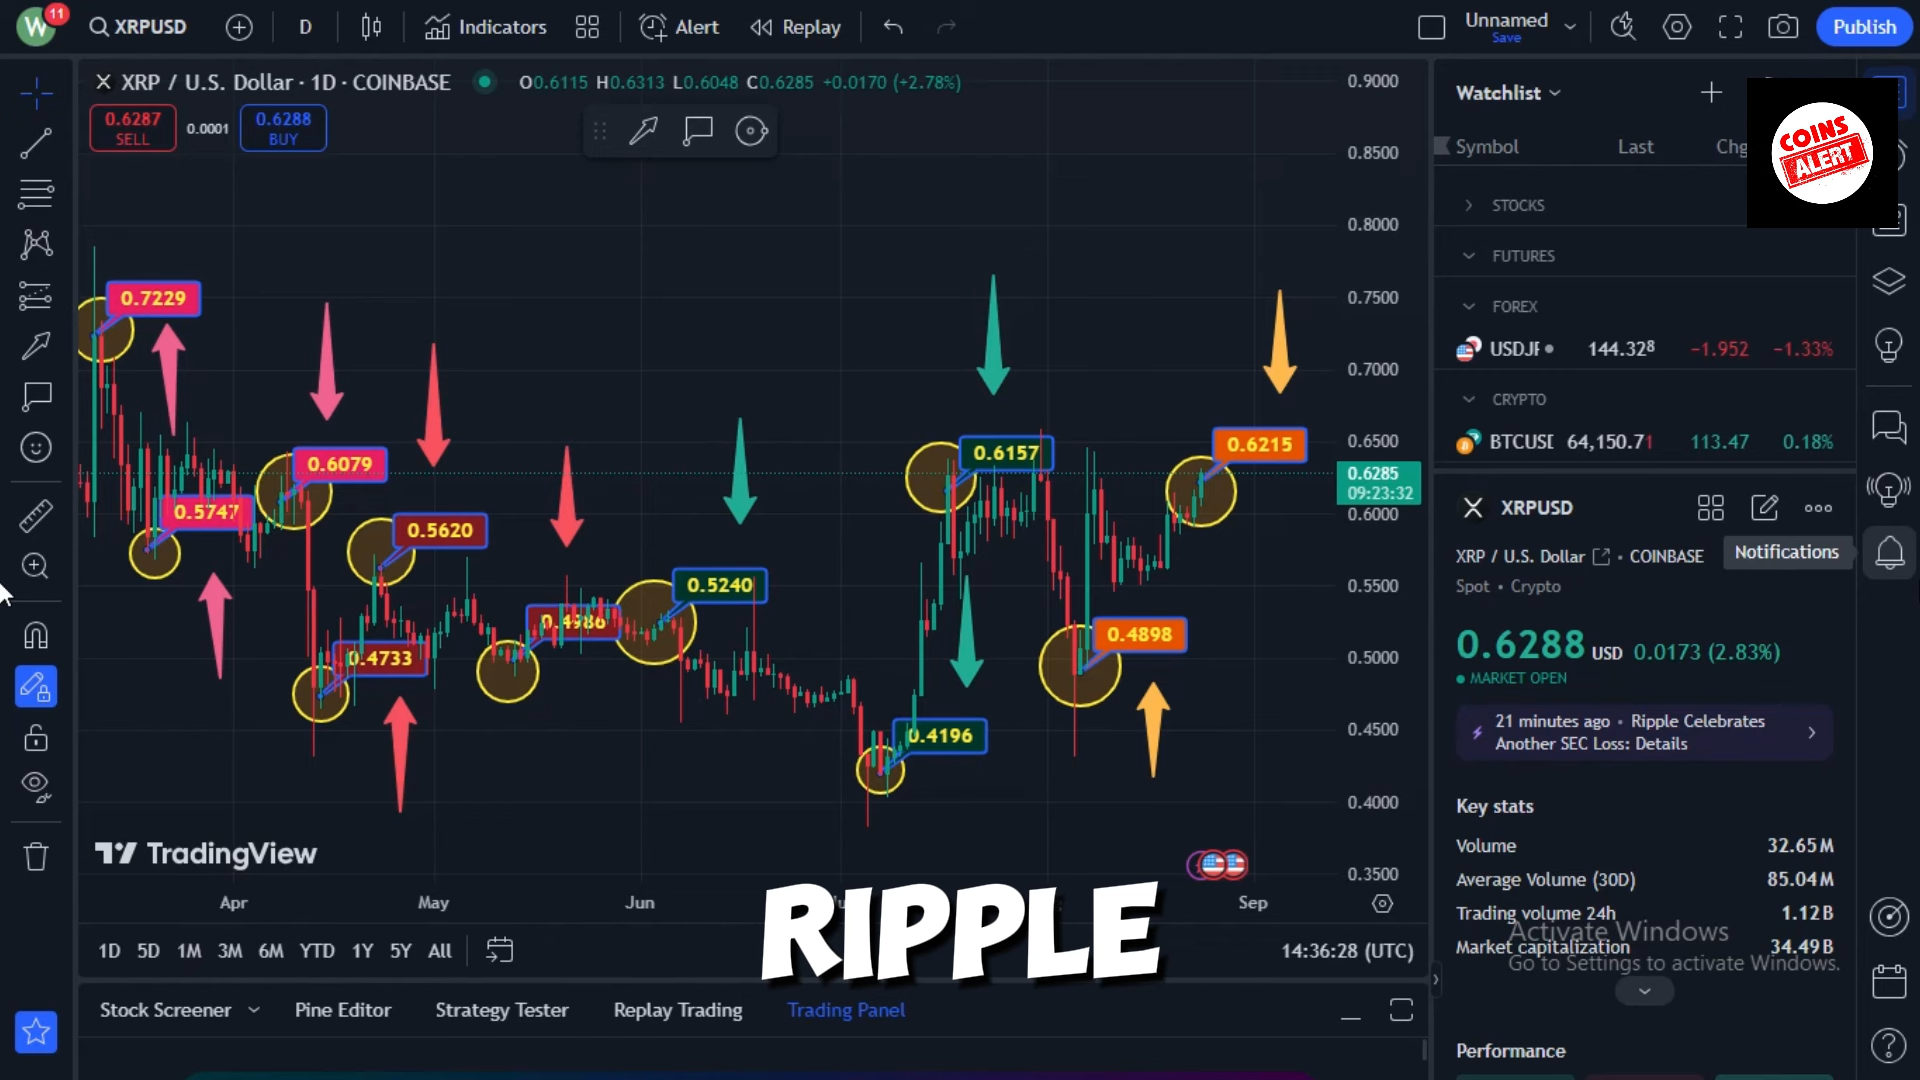 W
11
XRPUSD
D
Indicators
Alert
Replay
Unnamed
Save
Publish
XRP / U.S. Dollar · 1D · COINBASE
O0.6115 H0.6313 L0.6048 C0.6285 +0.0170 (+2.78%)
0.6287
SELL
0.0001
0.6288
BUY
0.9000
0.8500
0.8000
0.7500
0.7000
0.6500
0.6285
09:23:32
0.6000
0.5500
0.5000
0.4500
0.4000
0.3500
0.7229
0.5747
0.6079
0.5620
0.4733
0.4986
0.5240
0.4196
0.6157
0.4898
0.6215
TradingView
Apr
May
Jun
Sep
RIPPLE
1D 5D 1M 3M 6M YTD 1Y 5Y All
14:36:28 (UTC)
Stock Screener
Pine Editor
Strategy Tester
Replay Trading
Trading Panel
Watchlist
Symbol Last Chg
COINS
ALERT
STOCKS
FUTURES
FOREX
144.328 −1.952 −1.33%
CRYPTO
BTCUSD 64,150.71 113.47 0.18%
XRPUSD
XRP / U.S. Dollar • COINBASE
Notifications
Spot • Crypto
0.6288 USD 0.0173 (2.83%)
MARKET OPEN
21 minutes ago • Ripple Celebrates
Another SEC Loss: Details
Key stats
Volume 32.65M
Average Volume (30D) 85.04M
Trading volume 24h 1.12B
Market capitalization 34.49B
Activate Windows
Go to Settings to activate Windows.
Performance